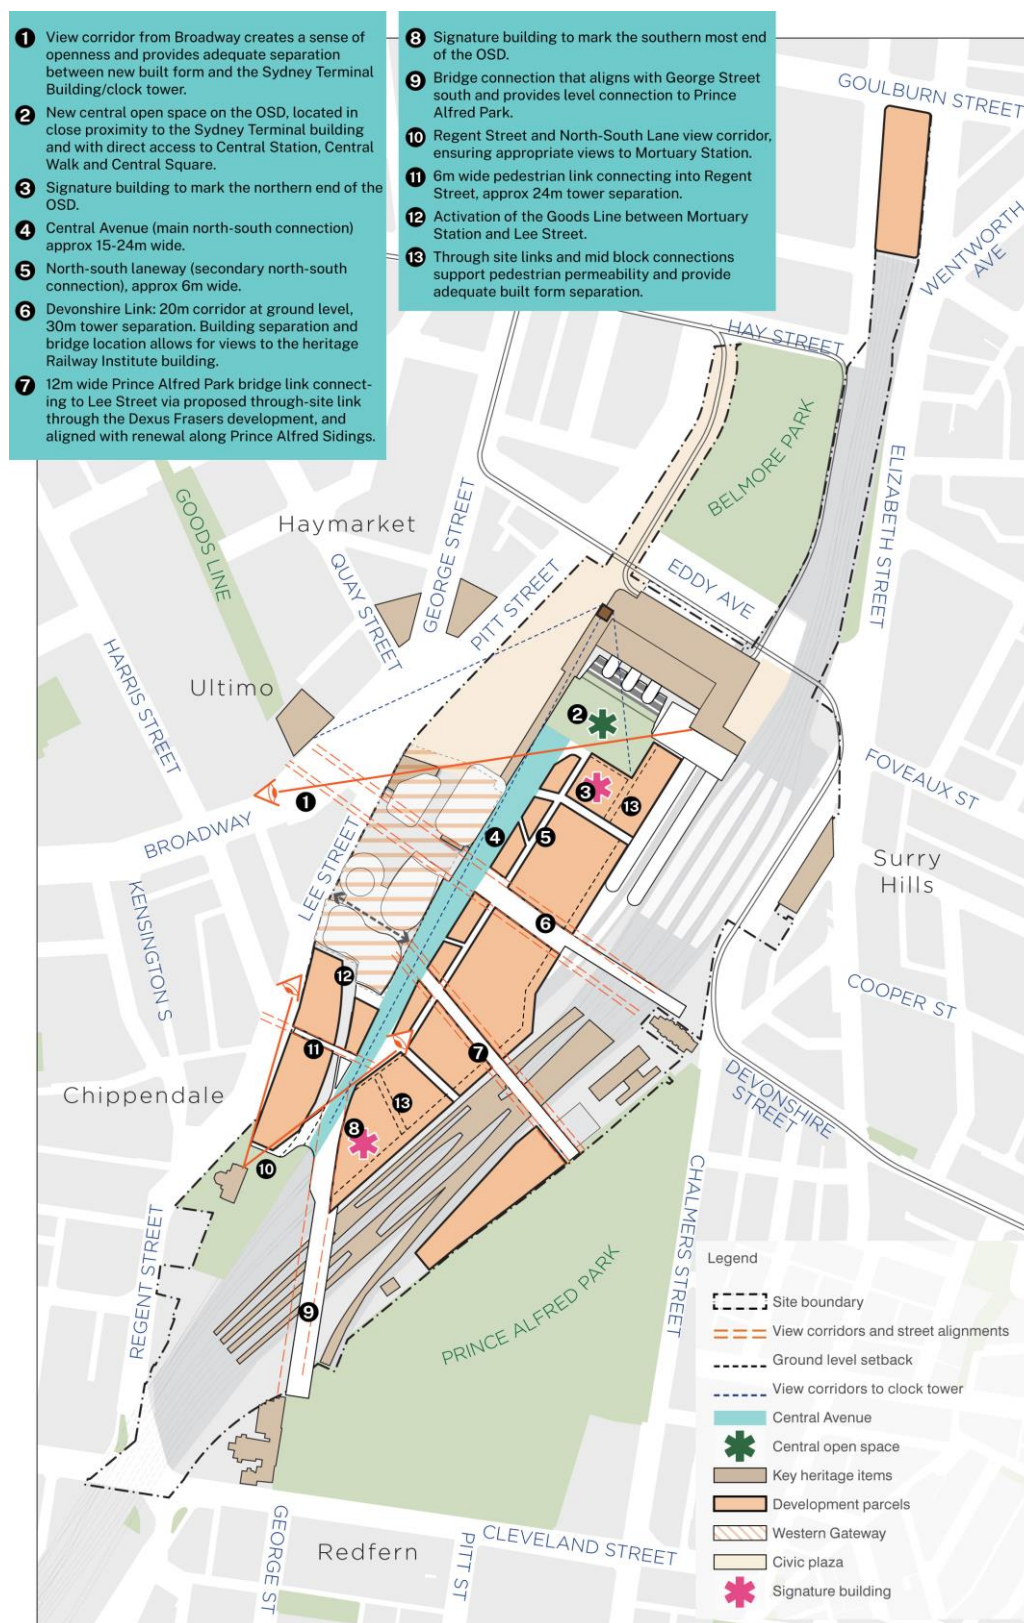 1 View corridor from Broadway creates a sense of
openness and provides adequate separation
between new built form and the Sydney Terminal
Building/clock tower.
2 New central open space on the OSD, located in
close proximity to the Sydney Terminal building
and with direct access to Central Station, Central
Walk and Central Square.
3 Signature building to mark the northern end of the
OSD.
4 Central Avenue (main north-south connection)
approx 15-24m wide.
5 North-south laneway (secondary north-south
connection), approx 6m wide.
6 Devonshire Link: 20m corridor at ground level,
30m tower separation. Building separation and
bridge location allows for views to the heritage
Railway Institute building.
7 12m wide Prince Alfred Park bridge link connect-
ing to Lee Street via proposed through-site link
through the Dexus Frasers development, and
aligned with renewal along Prince Alfred Sidings.
8 Signature building to mark the southern most end
of the OSD.
9 Bridge connection that aligns with George Street
south and provides level connection to Prince
Alfred Park.
10 Regent Street and North-South Lane view corridor,
ensuring appropriate views to Mortuary Station.
11 6m wide pedestrian link connecting into Regent
Street, approx 24m tower separation.
12 Activation of the Goods Line between Mortuary
Station and Lee Street.
13 Through site links and mid block connections
support pedestrian permeability and provide
adequate built form separation.
GOULBURN STREET
WENTWORTH
AVE
HAY STREET
BELMORE PARK
ELIZABETH STREET
GOODS LINE
Haymarket
GEORGE STREET
QUAY STREET
PITT STREET
EDDY AVE
HARRIS STREET
Ultimo
2
FOVEAUX ST
1
3
13
BROADWAY
4
5
LEE STREET
Surry
Hills
KENSINGTON S
6
12
COOPER ST
11
7
Chippendale
DEVONSHIRE
STREET
13
8
10
CHALMERS STREET
REGENT STREET
9
PRINCE ALFRED PARK
GEORGE ST
Redfern
PITT ST
CLEVELAND STREET
Legend
Site boundary
View corridors and street alignments
Ground level setback
View corridors to clock tower
Central Avenue
Central open space
Key heritage items
Development parcels
Western Gateway
Civic plaza
Signature building